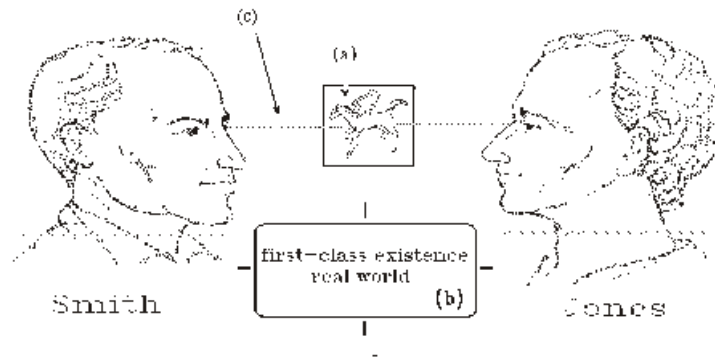 (c)
(a)
first-class existence
real world
(b)
Smith
Jones